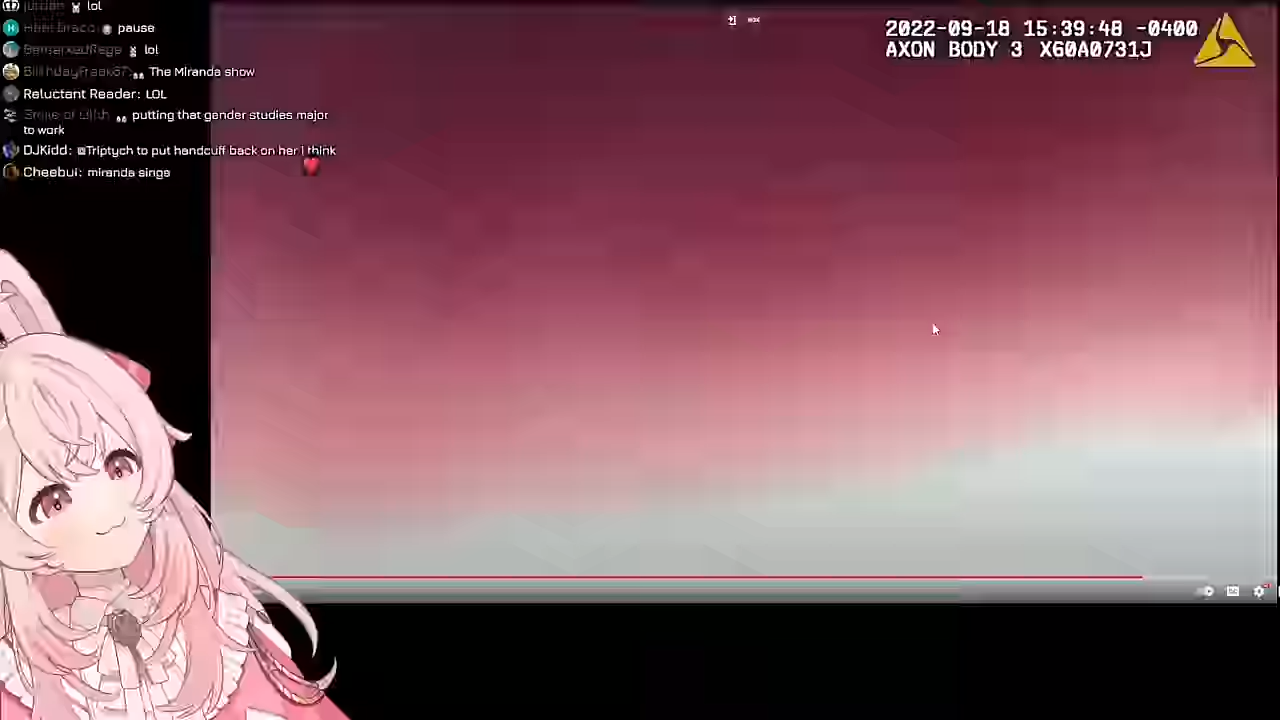 lol
pause
lol
The Miranda show
Reluctant Reader: LOL
putting that gender studies major
to work
DJKidd: @Triptych to put handcuff back on her i think
Cheebui: miranda sings
2022-09-18 15:39:48 -0400
AXON BODY 3 X60A0731J